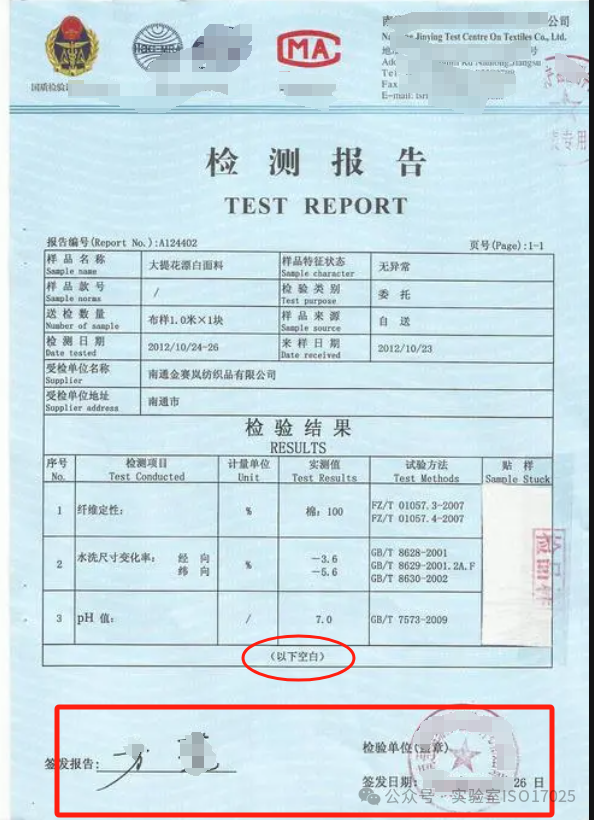 国质检验
ilac-MRA
MA
公司
Jinying Test Centre On Textiles Co., Ltd.
号
Nantong.Jiangsu
Tel
Fax
E-mail:
专用
检 测 报 告
TEST REPORT
报告编号(Report No.):A124402 页号(Page):1-1
样 品 名 称 大提花漂白面料 样品特征状态 无异常
Sample name Sample character
样 品 款 号 / 检 验 类 别 委 托
Sample norms Test purpose
送 检 数 量 布样1.0米×1块 样 品 来 源 自 送
Number of sample Sample source
检 测 日 期 2012/10/24-26 来 样 日 期 2012/10/23
Date tested Date received
受检单位名称 南通金赛岚纺织品有限公司
Supplier
受检单位地址 南通市
Supplier address
检 验 结 果
RESULTS
序号 检测项目 计量单位 实测值 试验方法 贴 样
No. Test Conducted Unit Test Results Test Methods Sample Stuck
1 纤维定性: % 棉: 100 FZ/T 01057.3-2007
FZ/T 01057.4-2007
2 水洗尺寸变化率: 经 向 % -3.6 GB/T 8628-2001
纬 向 -5.6 GB/T 8629-2001.2A.F
GB/T 8630-2002
3 pH 值: / 7.0 GB/T 7573-2009
(以下空白)
签发报告:
检验单位(盖章)
签发日期: 26 日
公众号 · 实验室ISO17025